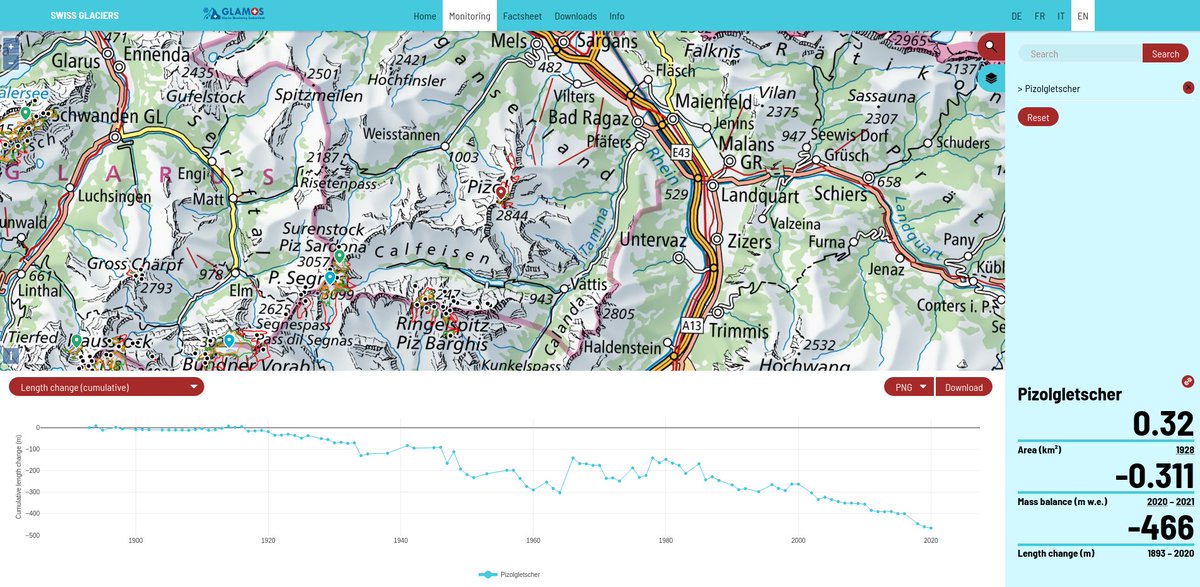 SWISS GLACIERS
GLAMOS
Home
Monitoring
Factsheet
Downloads
Info
DE
FR
IT
EN
+
−
i
471
Ennenda
Glarus
2435
Gufelstock
2501
Spitzmeilen
2421
Hochfinsler
Mels
Sargans
482
Falknis
2965
2137
Fläsch
Vilters
Bad Ragaz
Maienfeld
Vilan
2375
Sassauna
2307
Jenins
947
Seewis Dorf
Schuders
Malans
Grüsch
GR
E43
Pfäfers
Rhein
Weisstannen
1003
2187
Risetenpass
älersee
Schwanden GL
GLARUS
Engi
Matt
Sernftal
Luchsingen
Piz
2844
529
Landquart
Schiers
658
Tamina
Landquart
Untervaz
Zizers
Valzeina
Furna
Pany
Jenaz
Kübl
Conters i. P.
Surenstock
Piz Sardona
3057
Calfeisen
P. Segn
3099
Gross Chärpf
2793
978
Elm
2625
Segnespass
Pass dil Segnas
661
Linthal
unwald
Tierfed
Bündner Vorab
Ringelspitz
Piz Barghis
943
Vättis
2805
Calanda
Kunkelspass
A13
Haldenstein
Trimmis
2532
Hochwang
Search
Search
> Pizolgletscher
Reset
Length change (cumulative)
PNG
Download
Cumulative length change (m)
0
−100
−200
−300
−400
−500
1900
1920
1940
1960
1980
2000
2020
Pizolgletscher
Pizolgletscher
0.32
Area (km²)
1928
-0.311
Mass balance (m w.e.)
2020 – 2021
-466
Length change (m)
1893 – 2020